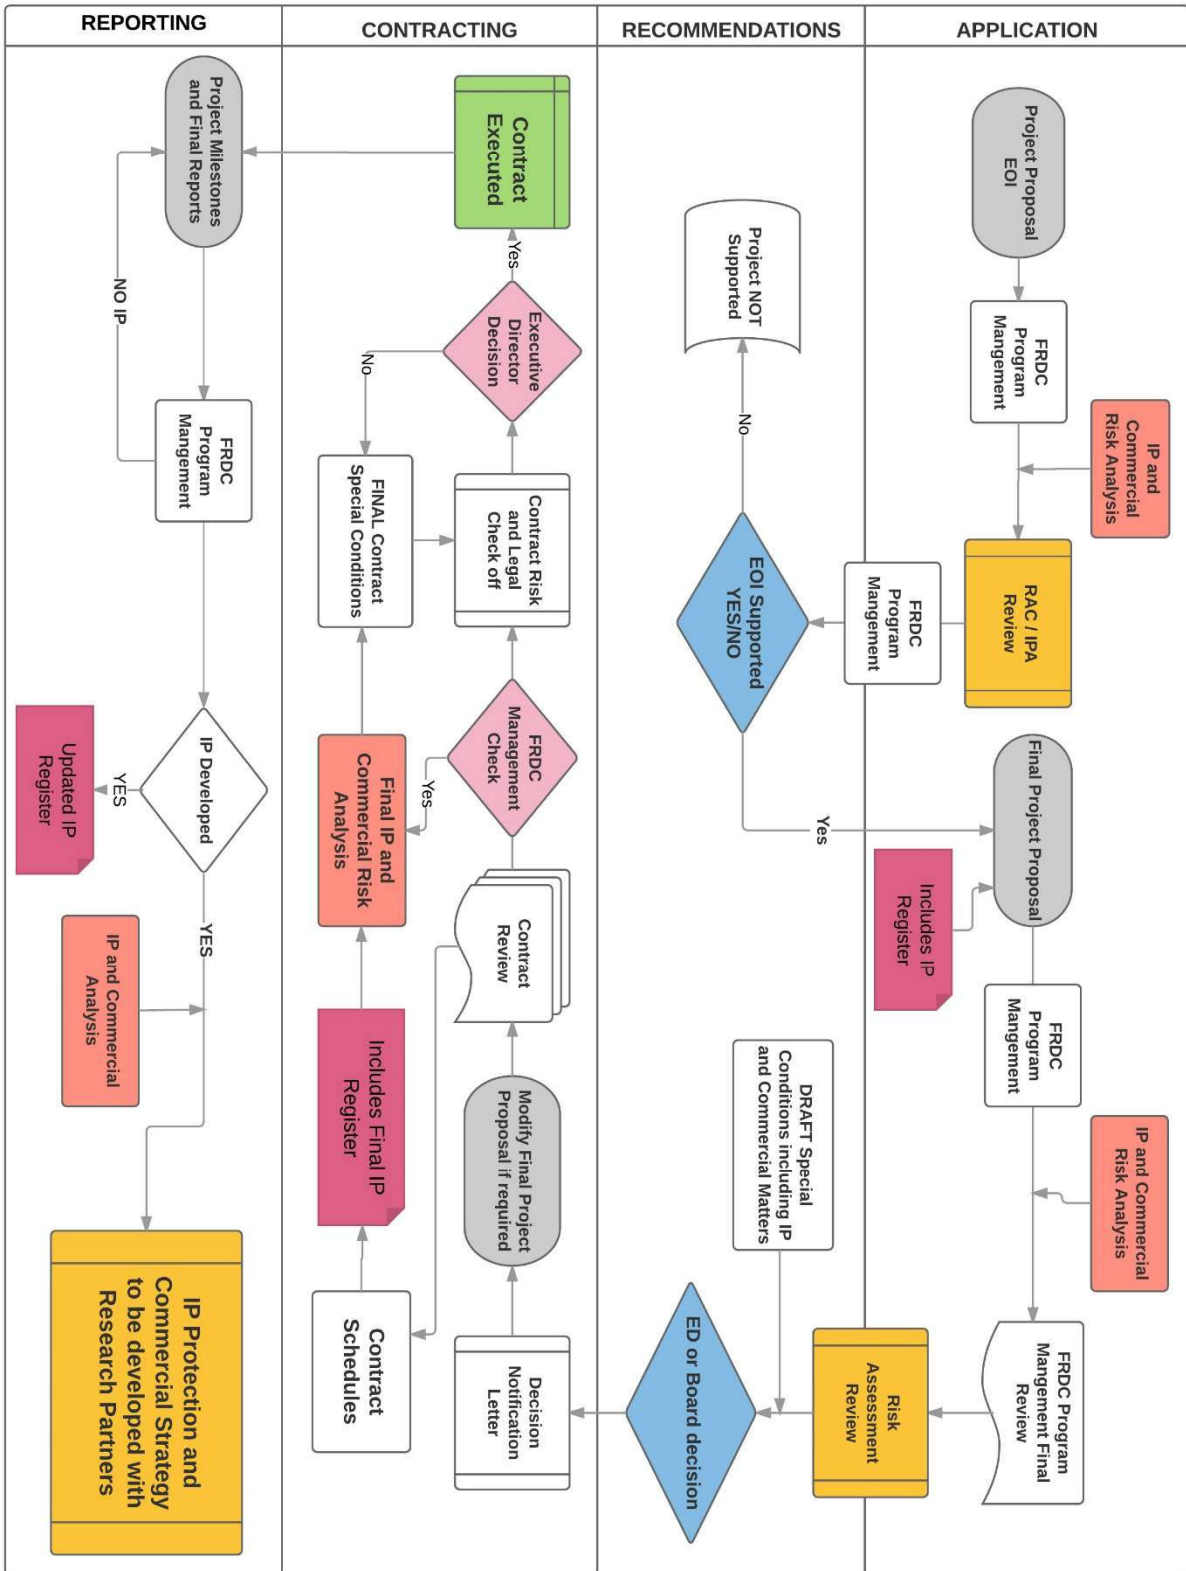 REPORTING
CONTRACTING
RECOMMENDATIONS
APPLICATION
Project Proposal
EOI
FRDC
Program
Mangement
IP and
Commercial
Risk Analysis
RAC / IPA
Review
FRDC
Program
Mangement
EOI Supported
YES/NO
No
Project NOT
Supported
Yes
Final Project Proposal
Includes IP
Register
FRDC
Program
Mangement
IP and Commercial
Risk Analysis
FRDC Program
Mangement Final
Review
Risk
Assessment
Review
DRAFT Special
Conditions including IP
and Commercial Matters
ED or Board decision
Decision
Notification
Letter
Modify Final Project
Proposal if required
Contract
Review
Contract
Schedules
Includes Final IP
Register
FRDC
Management
Check
Yes
Final IP and
Commercial Risk
Analysis
FINAL Contract
Special Conditions
Contract Risk
and Legal
Check off
Executive
Director
Decision
No
Yes
Contract
Executed
Project Milestones
and Final Reports
NO IP
FRDC
Program
Mangement
IP Developed
YES
Updated IP
Register
YES
IP and Commercial
Analysis
IP Protection and
Commercial Strategy
to be developed with
Research Partners